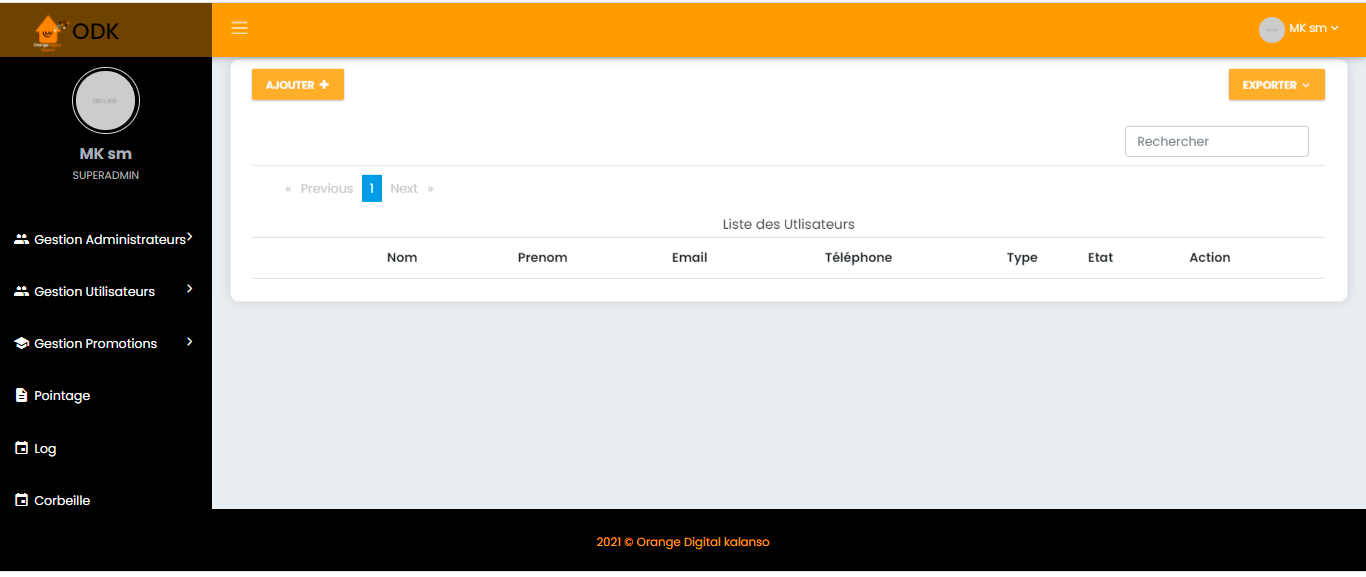 ODK
MK sm
AJOUTER
EXPORTER
MK sm
SUPERADMIN
Rechercher
« Previous 1 Next »
Liste des Utlisateurs
Nom Prenom Email Téléphone Type Etat Action
Gestion Administrateurs
Gestion Utilisateurs
Gestion Promotions
Pointage
Log
Corbeille
2021 © Orange Digital kalanso